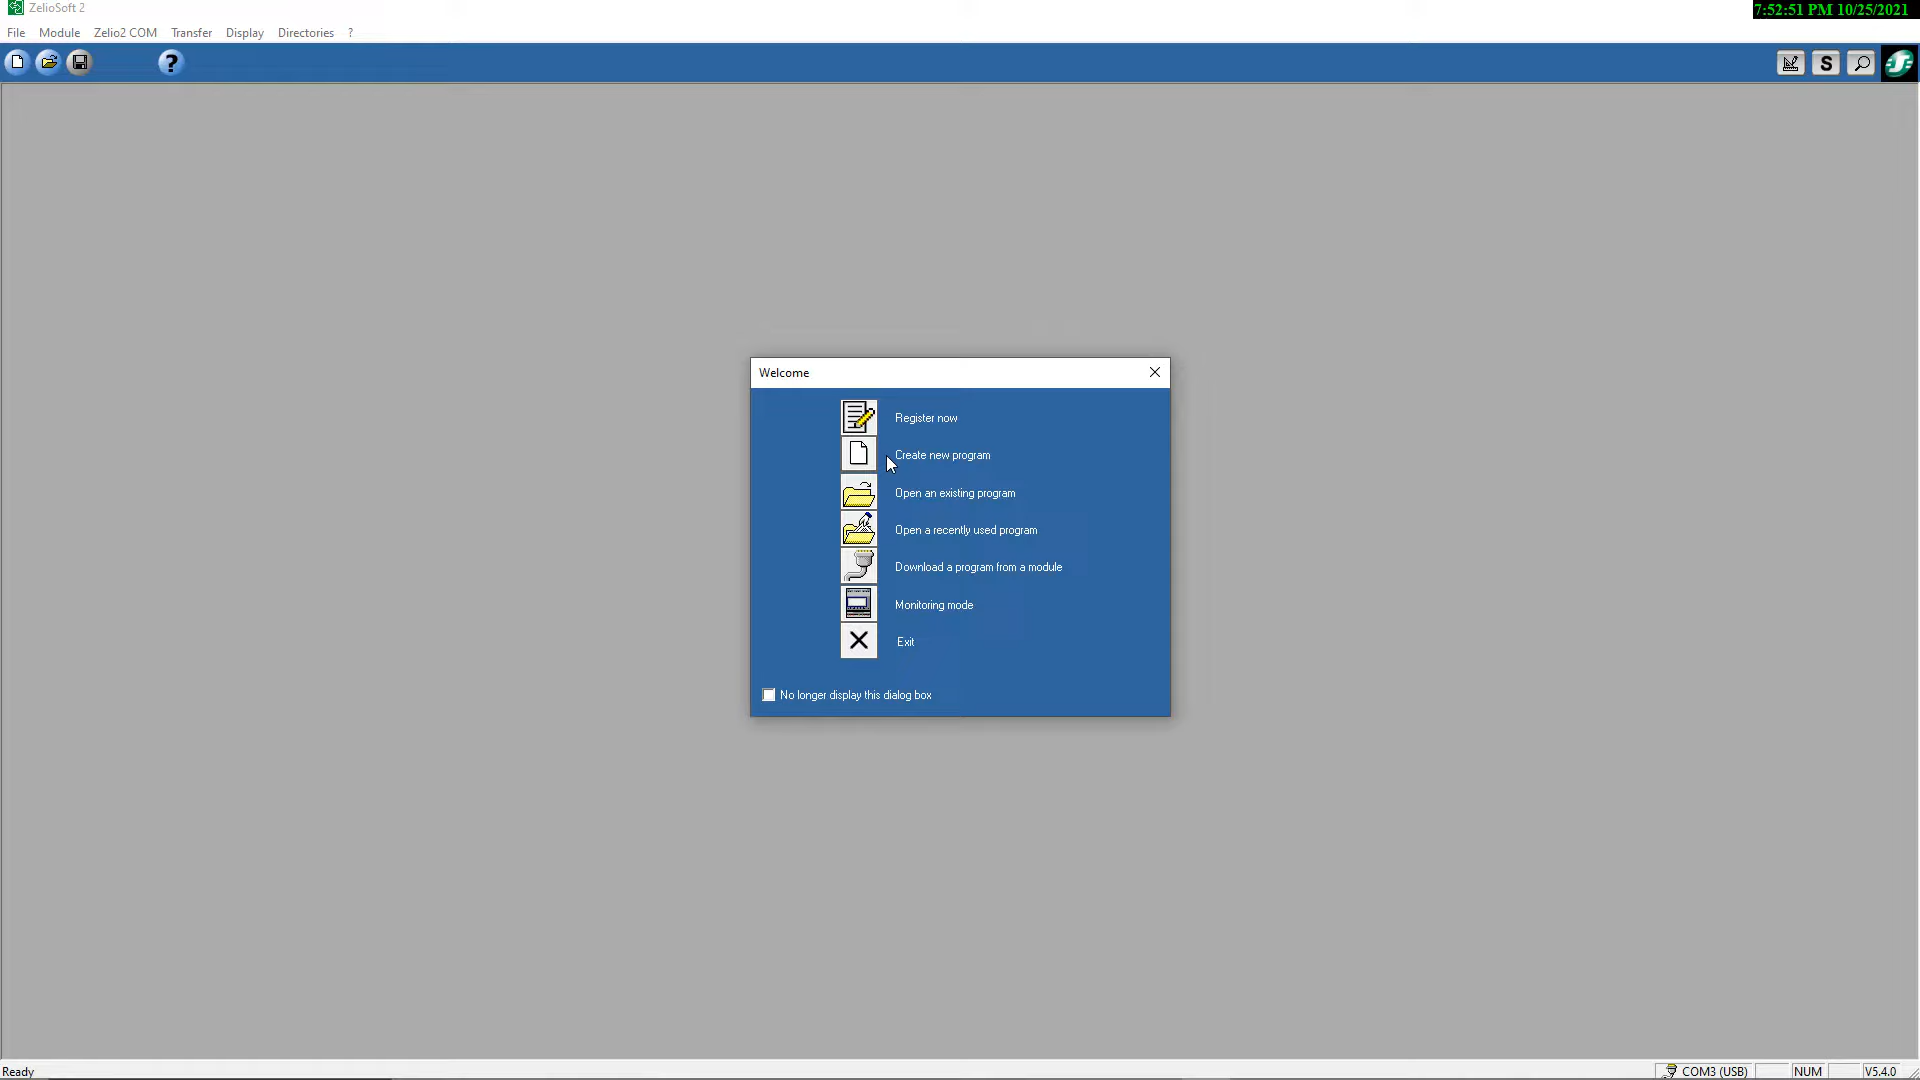 ZelioSoft 2
7:52:51 PM 10/25/2021
File Module Zelio2 COM Transfer Display Directories ?
?
S
Welcome
Register now
Create new program
Open an existing program
Open a recently used program
Download a program from a module
Monitoring mode
Exit
No longer display this dialog box
Ready
COM3 (USB) NUM V5.4.0